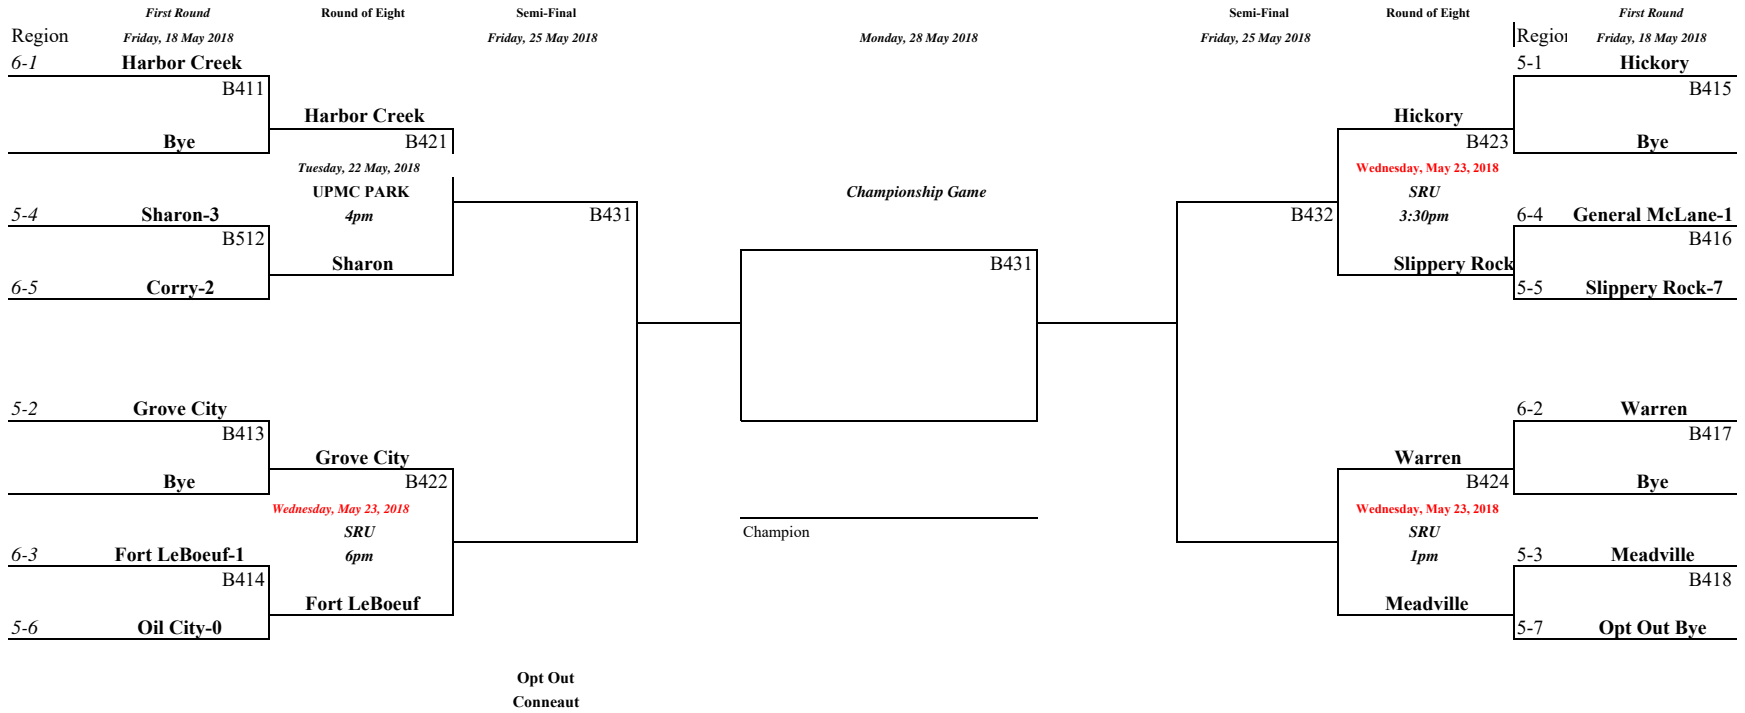 First Round Round of Eight Semi-Final Semi-Final Round of Eight First Round
Region Friday, 18 May 2018 Friday, 25 May 2018 Monday, 28 May 2018 Friday, 25 May 2018 Region Friday, 18 May 2018
6-1 Harbor Creek 5-1 Hickory
B411 B415
Harbor Creek Hickory
Bye B421 B423 Bye
Tuesday, 22 May, 2018 Wednesday, May 23, 2018
UPMC PARK Championship Game SRU
5-4 Sharon-3 4pm B431 B432 3:30pm 6-4 General McLane-1
B512 B416
Sharon B431 Slippery Rock
6-5 Corry-2 5-5 Slippery Rock-7
5-2 Grove City 6-2 Warren
B413 B417
Grove City Warren
Bye B422 B424 Bye
Wednesday, May 23, 2018 Wednesday, May 23, 2018
SRU Champion SRU
6-3 Fort LeBoeuf-1 6pm 1pm 5-3 Meadville
B414 B418
Fort LeBoeuf Meadville
5-6 Oil City-0 5-7 Opt Out Bye
Opt Out
Conneaut